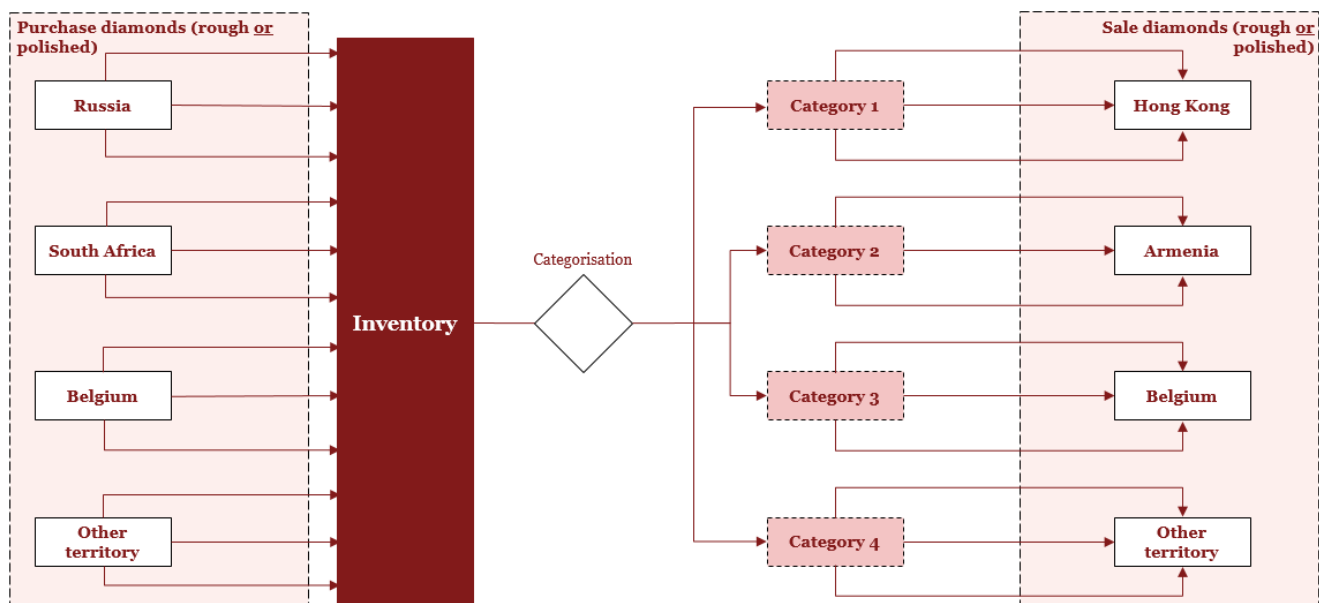 Purchase diamonds (rough or
polished)
Russia
South Africa
Belgium
Other
territory
Inventory
Categorisation
Category 1
Category 2
Category 3
Category 4
Sale diamonds (rough or
polished)
Hong Kong
Armenia
Belgium
Other
territory